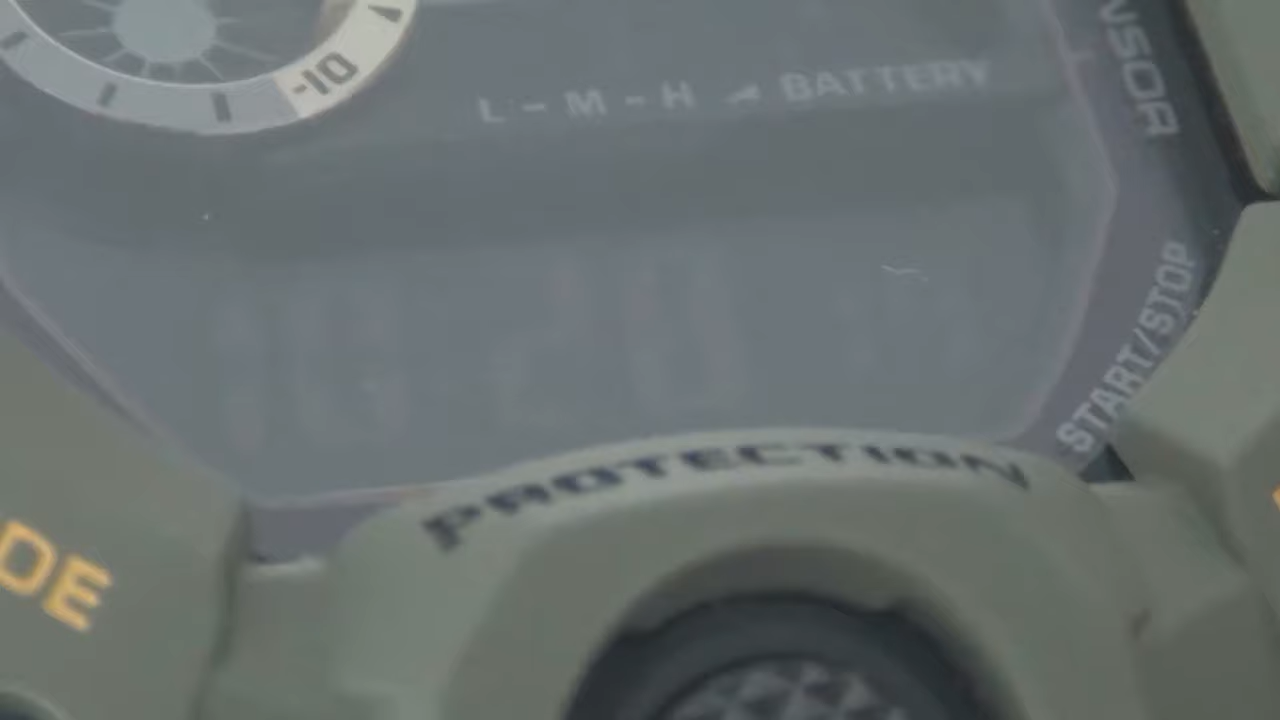 -10
L - M - H BATTERY
NSOR
START/STOP
PROTECTION
DE